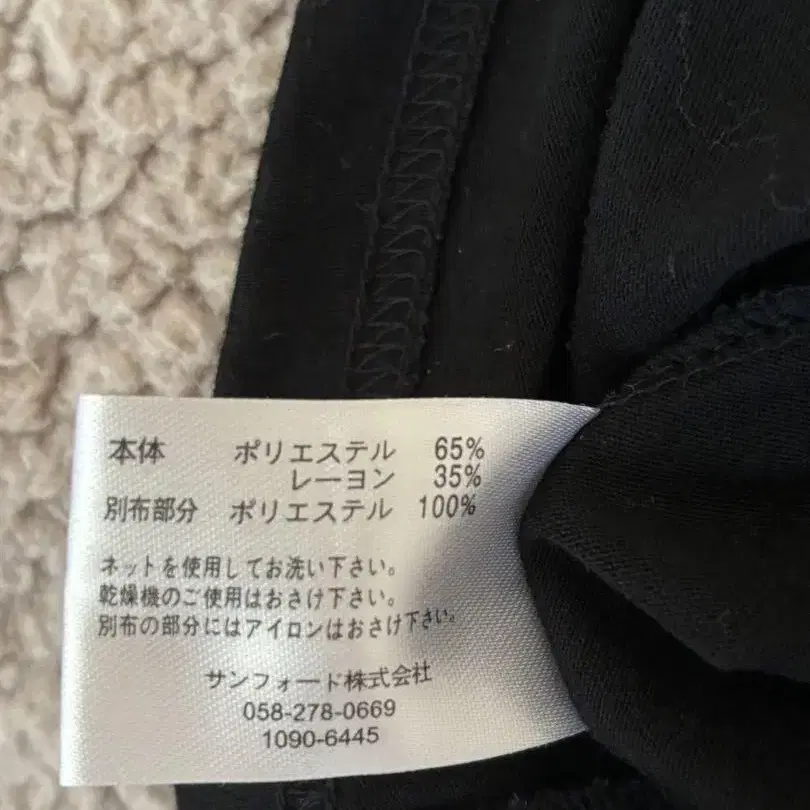 本体 ポリエステル 65%
レーヨン 35%
別布部分 ポリエステル 100%
ネットを使用してお洗い下さい。
乾燥機のご使用はおさけ下さい。
別布の部分にはアイロンはおさけ下さい。
サンフォード株式会社
058-278-0669
1090-6445